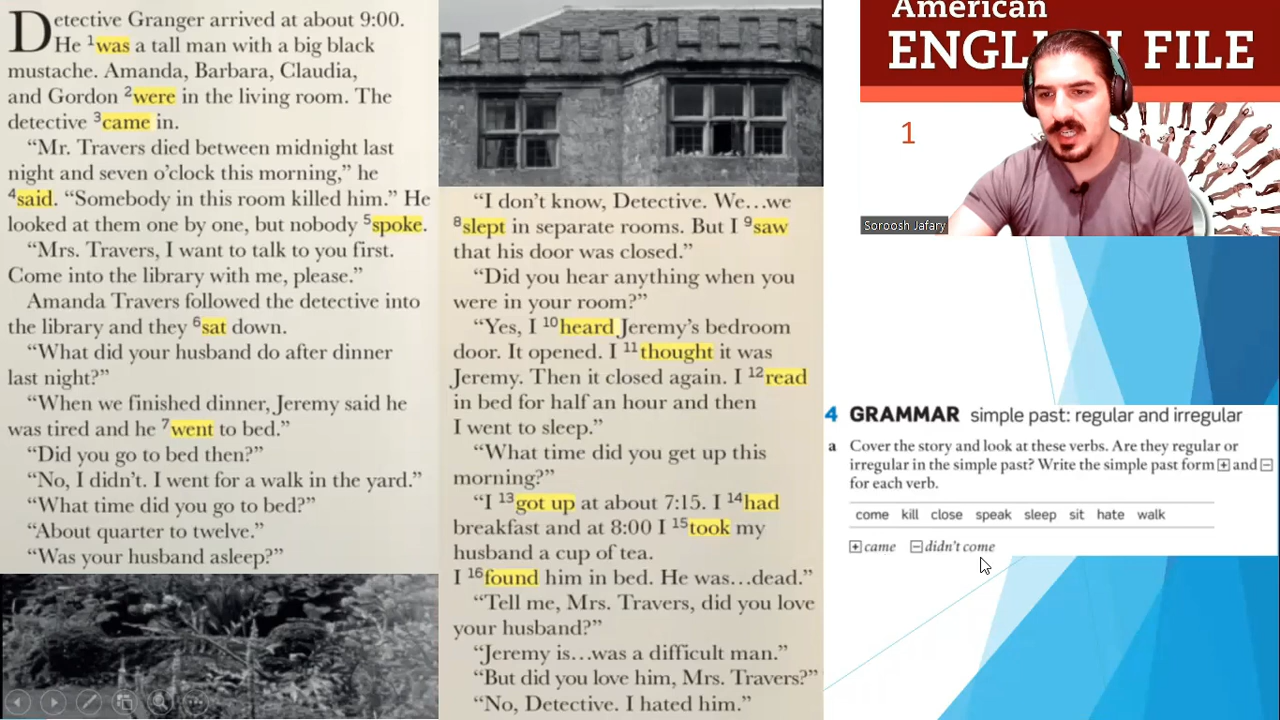 Detective Granger arrived at about 9:00.
He ¹was a tall man with a big black
mustache. Amanda, Barbara, Claudia,
and Gordon ²were in the living room. The
detective ³came in.
“Mr. Travers died between midnight last
night and seven o’clock this morning,” he
⁴said. “Somebody in this room killed him.” He
looked at them one by one, but nobody ⁵spoke.
“Mrs. Travers, I want to talk to you first.
Come into the library with me, please.”
Amanda Travers followed the detective into
the library and they ⁶sat down.
“What did your husband do after dinner
last night?”
“When we finished dinner, Jeremy said he
was tired and he ⁷went to bed.”
“Did you go to bed then?”
“No, I didn’t. I went for a walk in the yard.”
“What time did you go to bed?”
“About quarter to twelve.”
“Was your husband asleep?”
“I don’t know, Detective. We…we
⁸slept in separate rooms. But I ⁹saw
that his door was closed.”
“Did you hear anything when you
were in your room?”
“Yes, I ¹⁰heard Jeremy’s bedroom
door. It opened. I ¹¹thought it was
Jeremy. Then it closed again. I ¹²read
in bed for half an hour and then
I went to sleep.”
“What time did you get up this
morning?”
“I ¹³got up at about 7:15. I ¹⁴had
breakfast and at 8:00 I ¹⁵took my
husband a cup of tea.
I ¹⁶found him in bed. He was…dead.”
“Tell me, Mrs. Travers, did you love
your husband?”
“Jeremy is…was a difficult man.”
“But did you love him, Mrs. Travers?”
“No, Detective. I hated him.”
American
ENGL FILE
1
Soroosh Jafary
4 GRAMMAR simple past: regular and irregular
a Cover the story and look at these verbs. Are they regular or
irregular in the simple past? Write the simple past form + and −
for each verb.
come kill close speak sleep sit hate walk
+ came − didn’t come